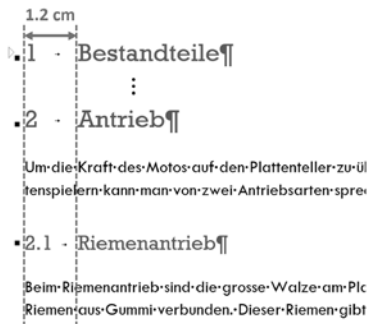 1.2 cm
1 - Bestandteile¶
2 - Antrieb¶
Um·die·Kraft·des·Motos·auf·den·Plattenteller·zu·ü
tenspielern·kann·man·von·zwei·Antriebsarten·spre
2.1 - Riemenantrieb¶
Beim·Riemenantrieb·sind·die·grosse·Walze·am·Pl
Riemen·aus·Gummi·verbunden.·Dieser·Riemen·gibt